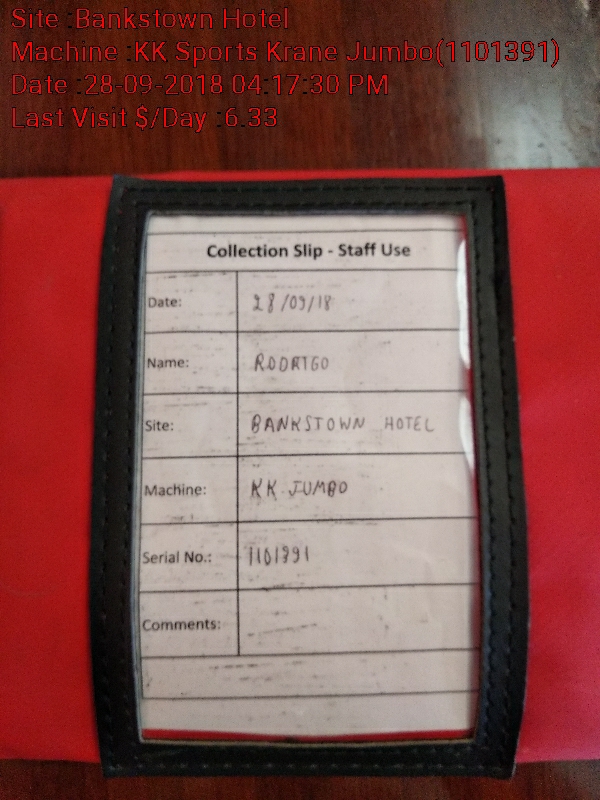 Site :Bankstown Hotel
Machine :KK Sports Krane Jumbo(1101391)
Date :28-09-2018 04:17:30 PM
Last Visit $/Day :6.33
Collection Slip - Staff Use
Date: 28/09/18
Name: RODRIGO
Site: BANKSTOWN HOTEL
Machine: KK JUMBO
Serial No.: 1101391
Comments: